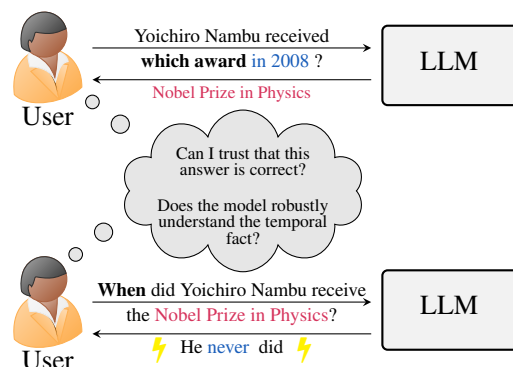 Yoichiro Nambu received
which award in 2008 ?
Nobel Prize in Physics
LLM
User
Can I trust that this
answer is correct?
Does the model robustly
understand the temporal
fact?
When did Yoichiro Nambu receive
the Nobel Prize in Physics?
He never did
LLM
User